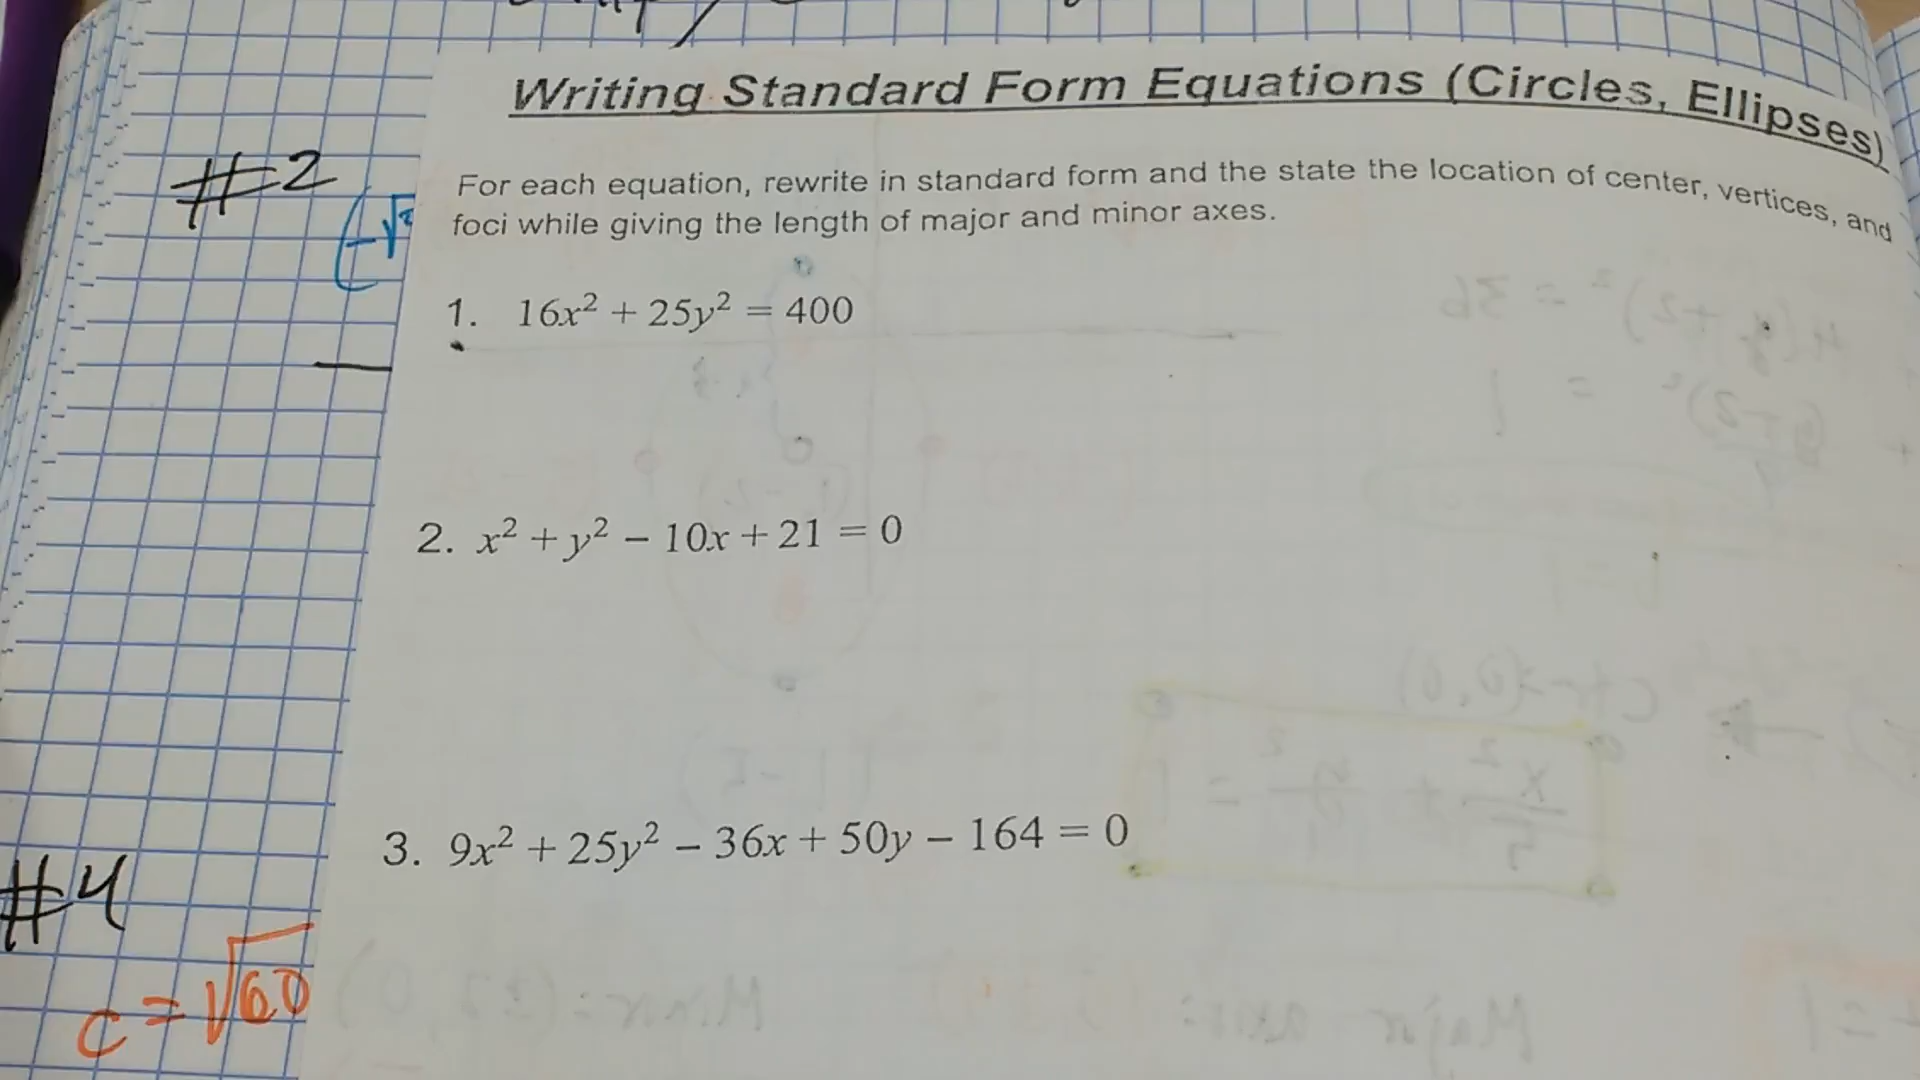 Writing Standard Form Equations (Circles, Ellipses)
#2
For each equation, rewrite in standard form and the state the location of center, vertices, and
foci while giving the length of major and minor axes.
1. 16x² + 25y² = 400
2. x² + y² − 10x + 21 = 0
3. 9x² + 25y² − 36x + 50y − 164 = 0
#4
c = √60